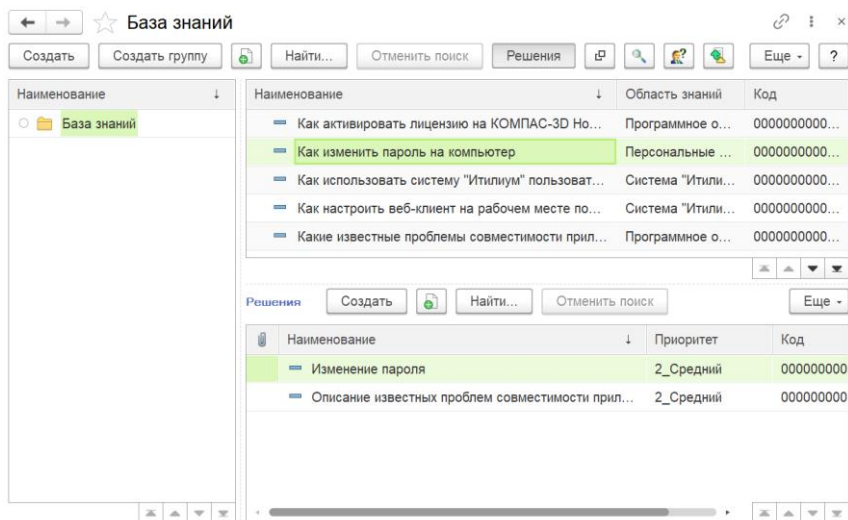 База знаний
Создать Создать группу Найти... Отменить поиск Решения Еще ?
Наименование
База знаний
Наименование Область знаний Код
Как активировать лицензию на КОМПАС-3D Ho... Программное о... 0000000000...
Как изменить пароль на компьютер Персональные ... 0000000000...
Как использовать систему "Итилиум" пользоват... Система "Итили... 0000000000...
Как настроить веб-клиент на рабочем месте по... Система "Итили... 0000000000...
Какие известные проблемы совместимости прил... Программное о... 0000000000...
Решения Создать Найти... Отменить поиск Еще
Наименование Приоритет Код
Изменение пароля 2_Средний 000000000
Описание известных проблем совместимости прил... 2_Средний 000000000